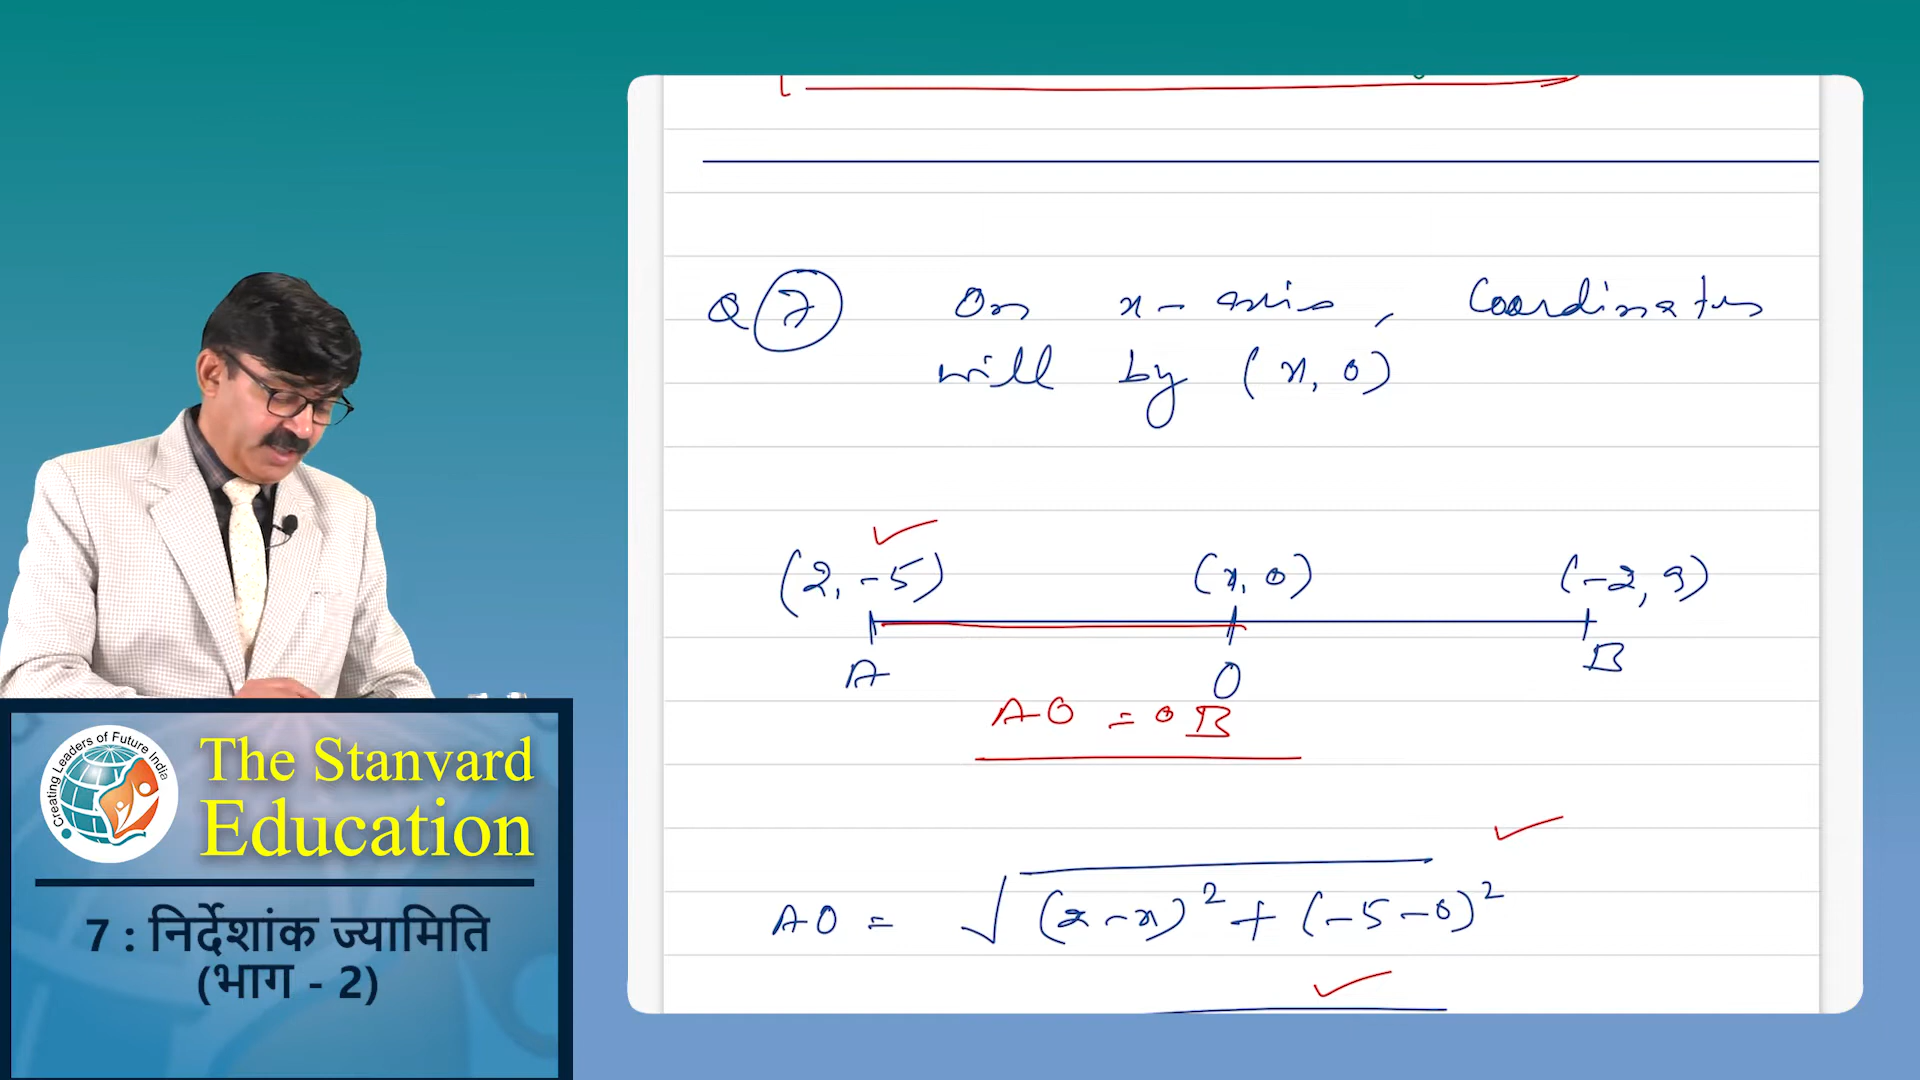 Q 7 On x-axis, Coordinates
will by (x, 0)
(2, -5) (x, 0) (-2, 9)
A O B
AO = OB
AO = √(2-x)² + (-5-0)²
Creating Leaders of Future India
The Stanvard
Education
7 : निर्देशांक ज्यामिति
(भाग - 2)